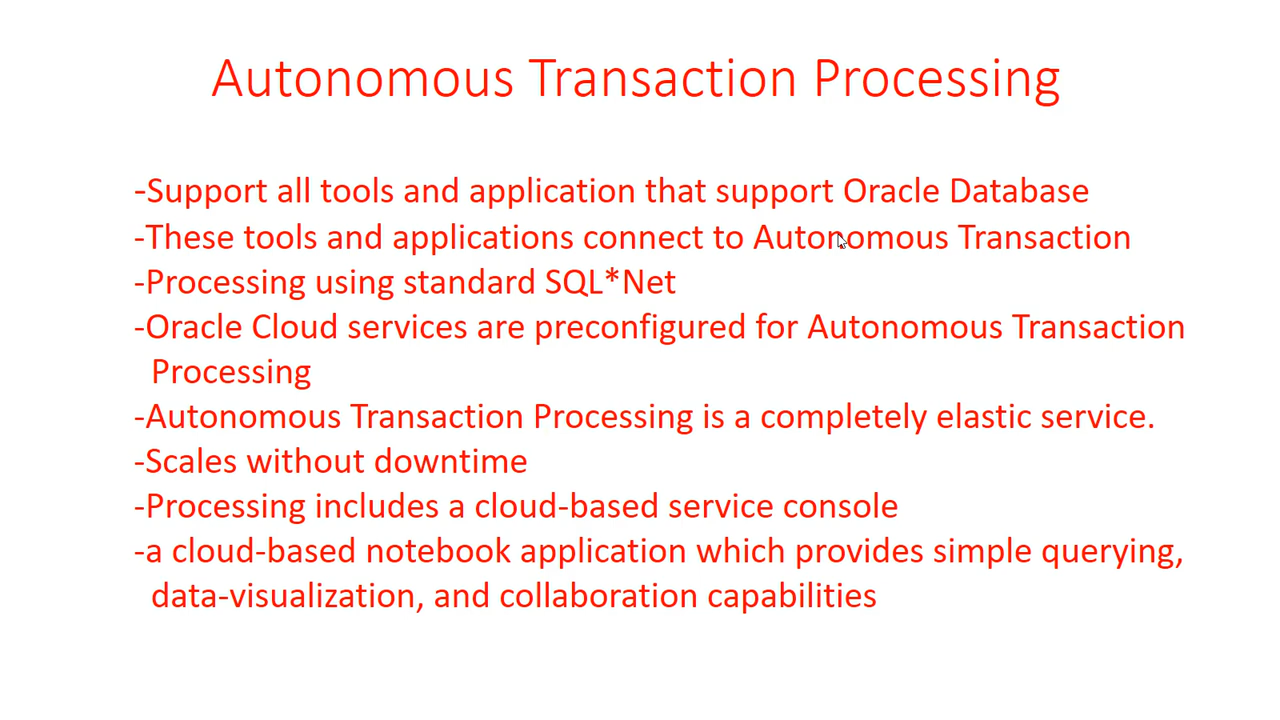 Autonomous Transaction Processing
-Support all tools and application that support Oracle Database
-These tools and applications connect to Autonomous Transaction
-Processing using standard SQL*Net
-Oracle Cloud services are preconfigured for Autonomous Transaction
Processing
-Autonomous Transaction Processing is a completely elastic service.
-Scales without downtime
-Processing includes a cloud-based service console
-a cloud-based notebook application which provides simple querying,
data-visualization, and collaboration capabilities